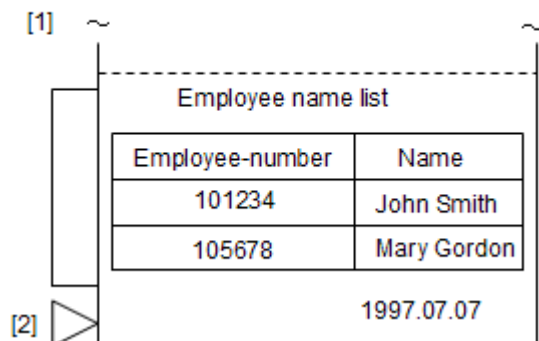 [1]
Employee name list
Employee-number Name
101234 John Smith
105678 Mary Gordon
1997.07.07
[2]